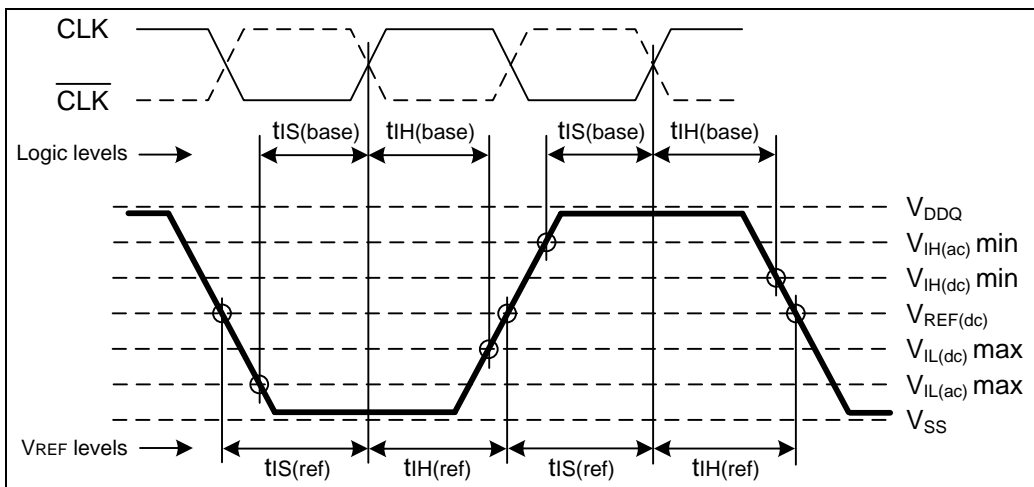 CLK
CLK
tIS(base) tIH(base) tIS(base) tIH(base)
Logic levels
VDDQ
VIH(ac) min
VIH(dc) min
VREF(dc)
VIL(dc) max
VIL(ac) max
VSS
VREF levels
tIS(ref) tIH(ref) tIS(ref) tIH(ref)